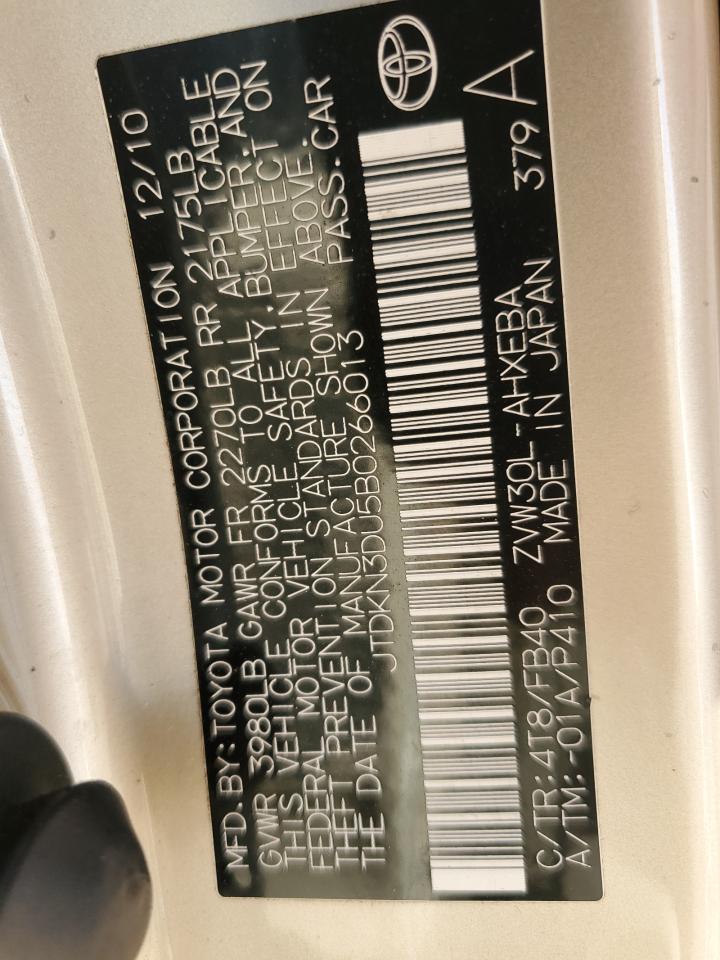 MFD. BY: TOYOTA MOTOR CORPORATION 12/10
GVWR 3980LB GAWR FR 2270LB RR 2175LB
THIS VEHICLE CONFORMS TO ALL APPLICABLE
FEDERAL MOTOR VEHICLE SAFETY, BUMPER, AND
THEFT PREVENTION STANDARDS IN EFFECT ON
THE DATE OF MANUFACTURE SHOWN ABOVE.
JTDKN3DU5B0266013 PASS. CAR
C/TR: 4T8/FB40 ZVW30L-AHXEBA A
A/TM: -01A/P410 MADE IN JAPAN 379 A